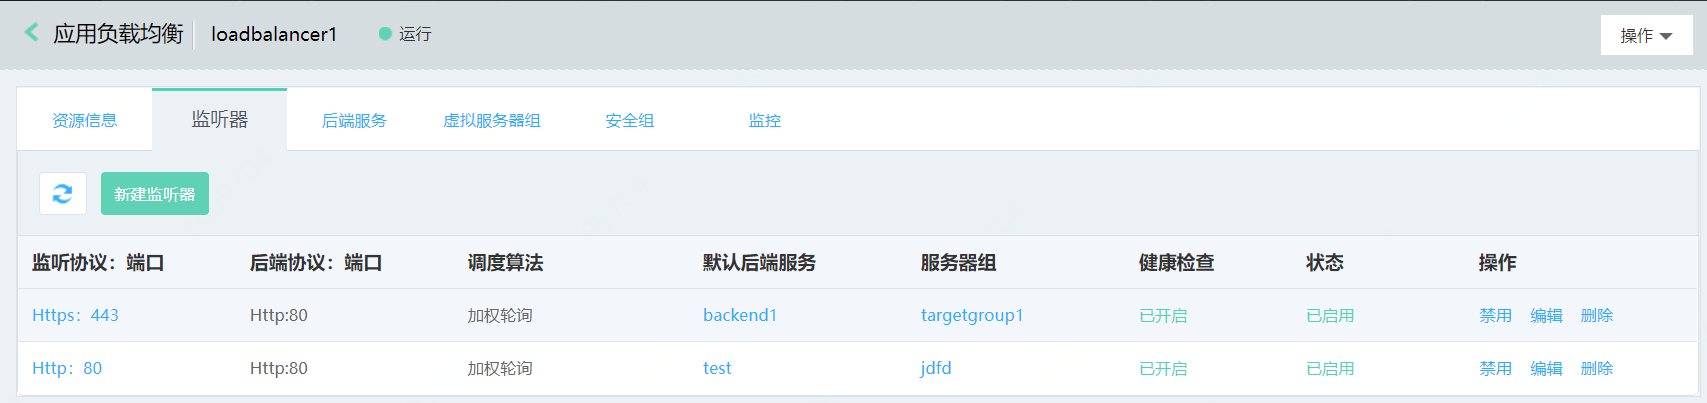 应用负载均衡 loadbalancer1 运行 操作
资源信息 监听器 后端服务 虚拟服务器组 安全组 监控
新建监听器
监听协议：端口 后端协议：端口 调度算法 默认后端服务 服务器组 健康检查 状态 操作
Https：443 Http:80 加权轮询 backend1 targetgroup1 已开启 已启用 禁用 编辑 删除
Http：80 Http:80 加权轮询 test jdfd 已开启 已启用 禁用 编辑 删除